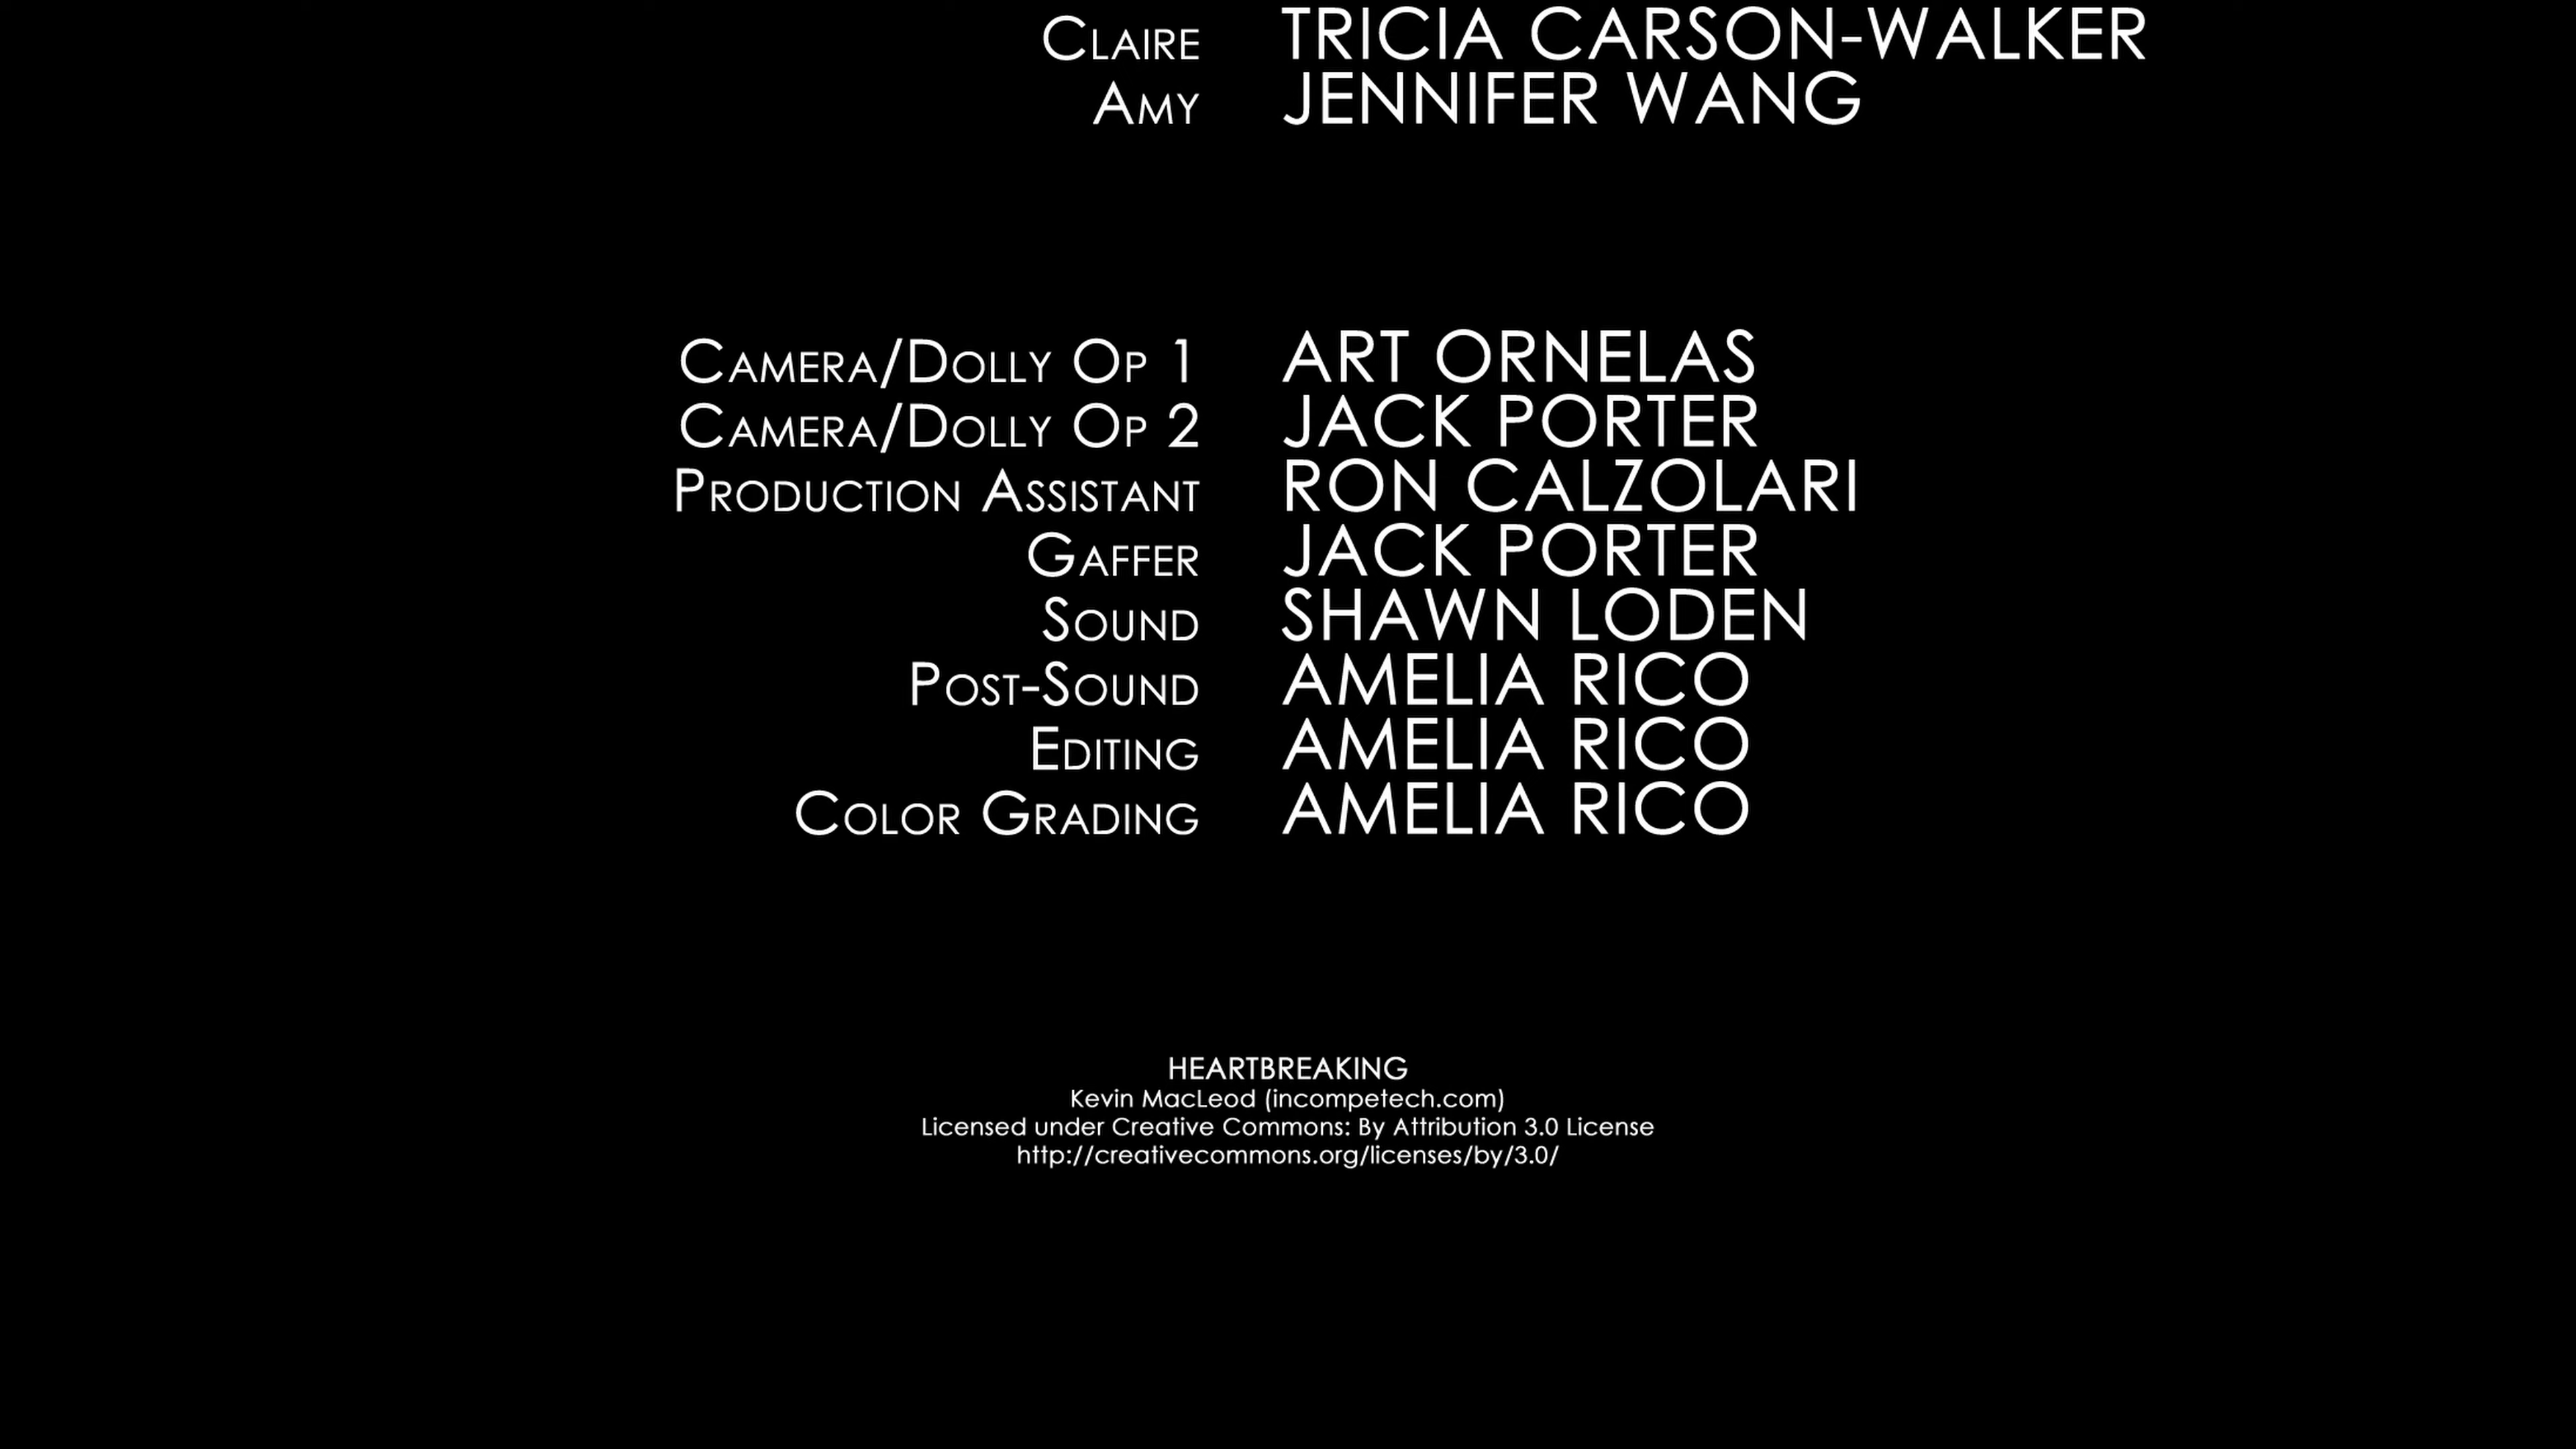 Claire TRICIA CARSON-WALKER
Amy JENNIFER WANG
Camera/Dolly Op 1 ART ORNELAS
Camera/Dolly Op 2 JACK PORTER
Production Assistant RON CALZOLARI
Gaffer JACK PORTER
Sound SHAWN LODEN
Post-Sound AMELIA RICO
Editing AMELIA RICO
Color Grading AMELIA RICO
HEARTBREAKING
Kevin MacLeod (incompetech.com)
Licensed under Creative Commons: By Attribution 3.0 License
http://creativecommons.org/licenses/by/3.0/